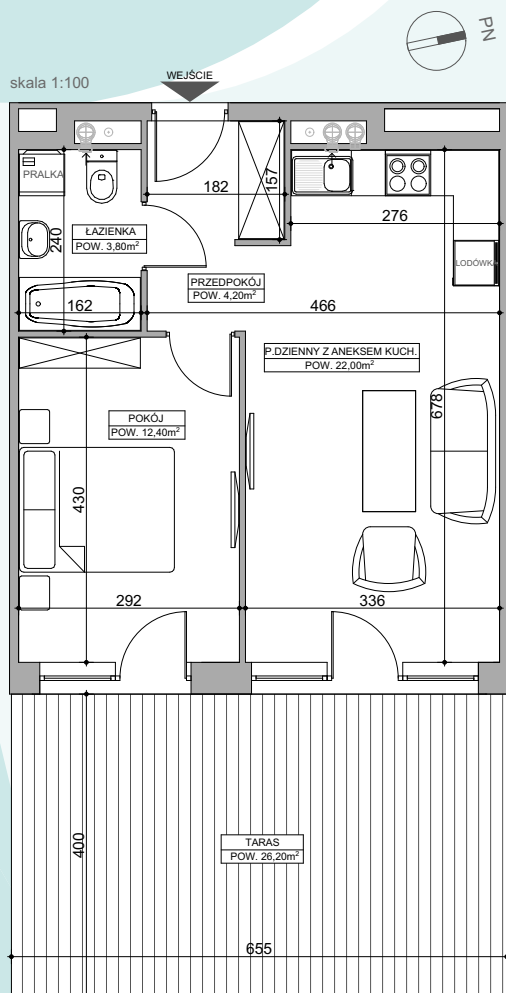 PN
skala 1:100
WEJŚCIE
PRALKA
182
157
276
ŁAZIENKA
POW. 3,80m²
240
LODÓWKA
PRZEDPOKÓJ
POW. 4,20m²
162
466
P.DZIENNY Z ANEKSEM KUCH.
POW. 22,00m²
678
POKÓJ
POW. 12,40m²
430
292
336
400
TARAS
POW. 26,20m²
655